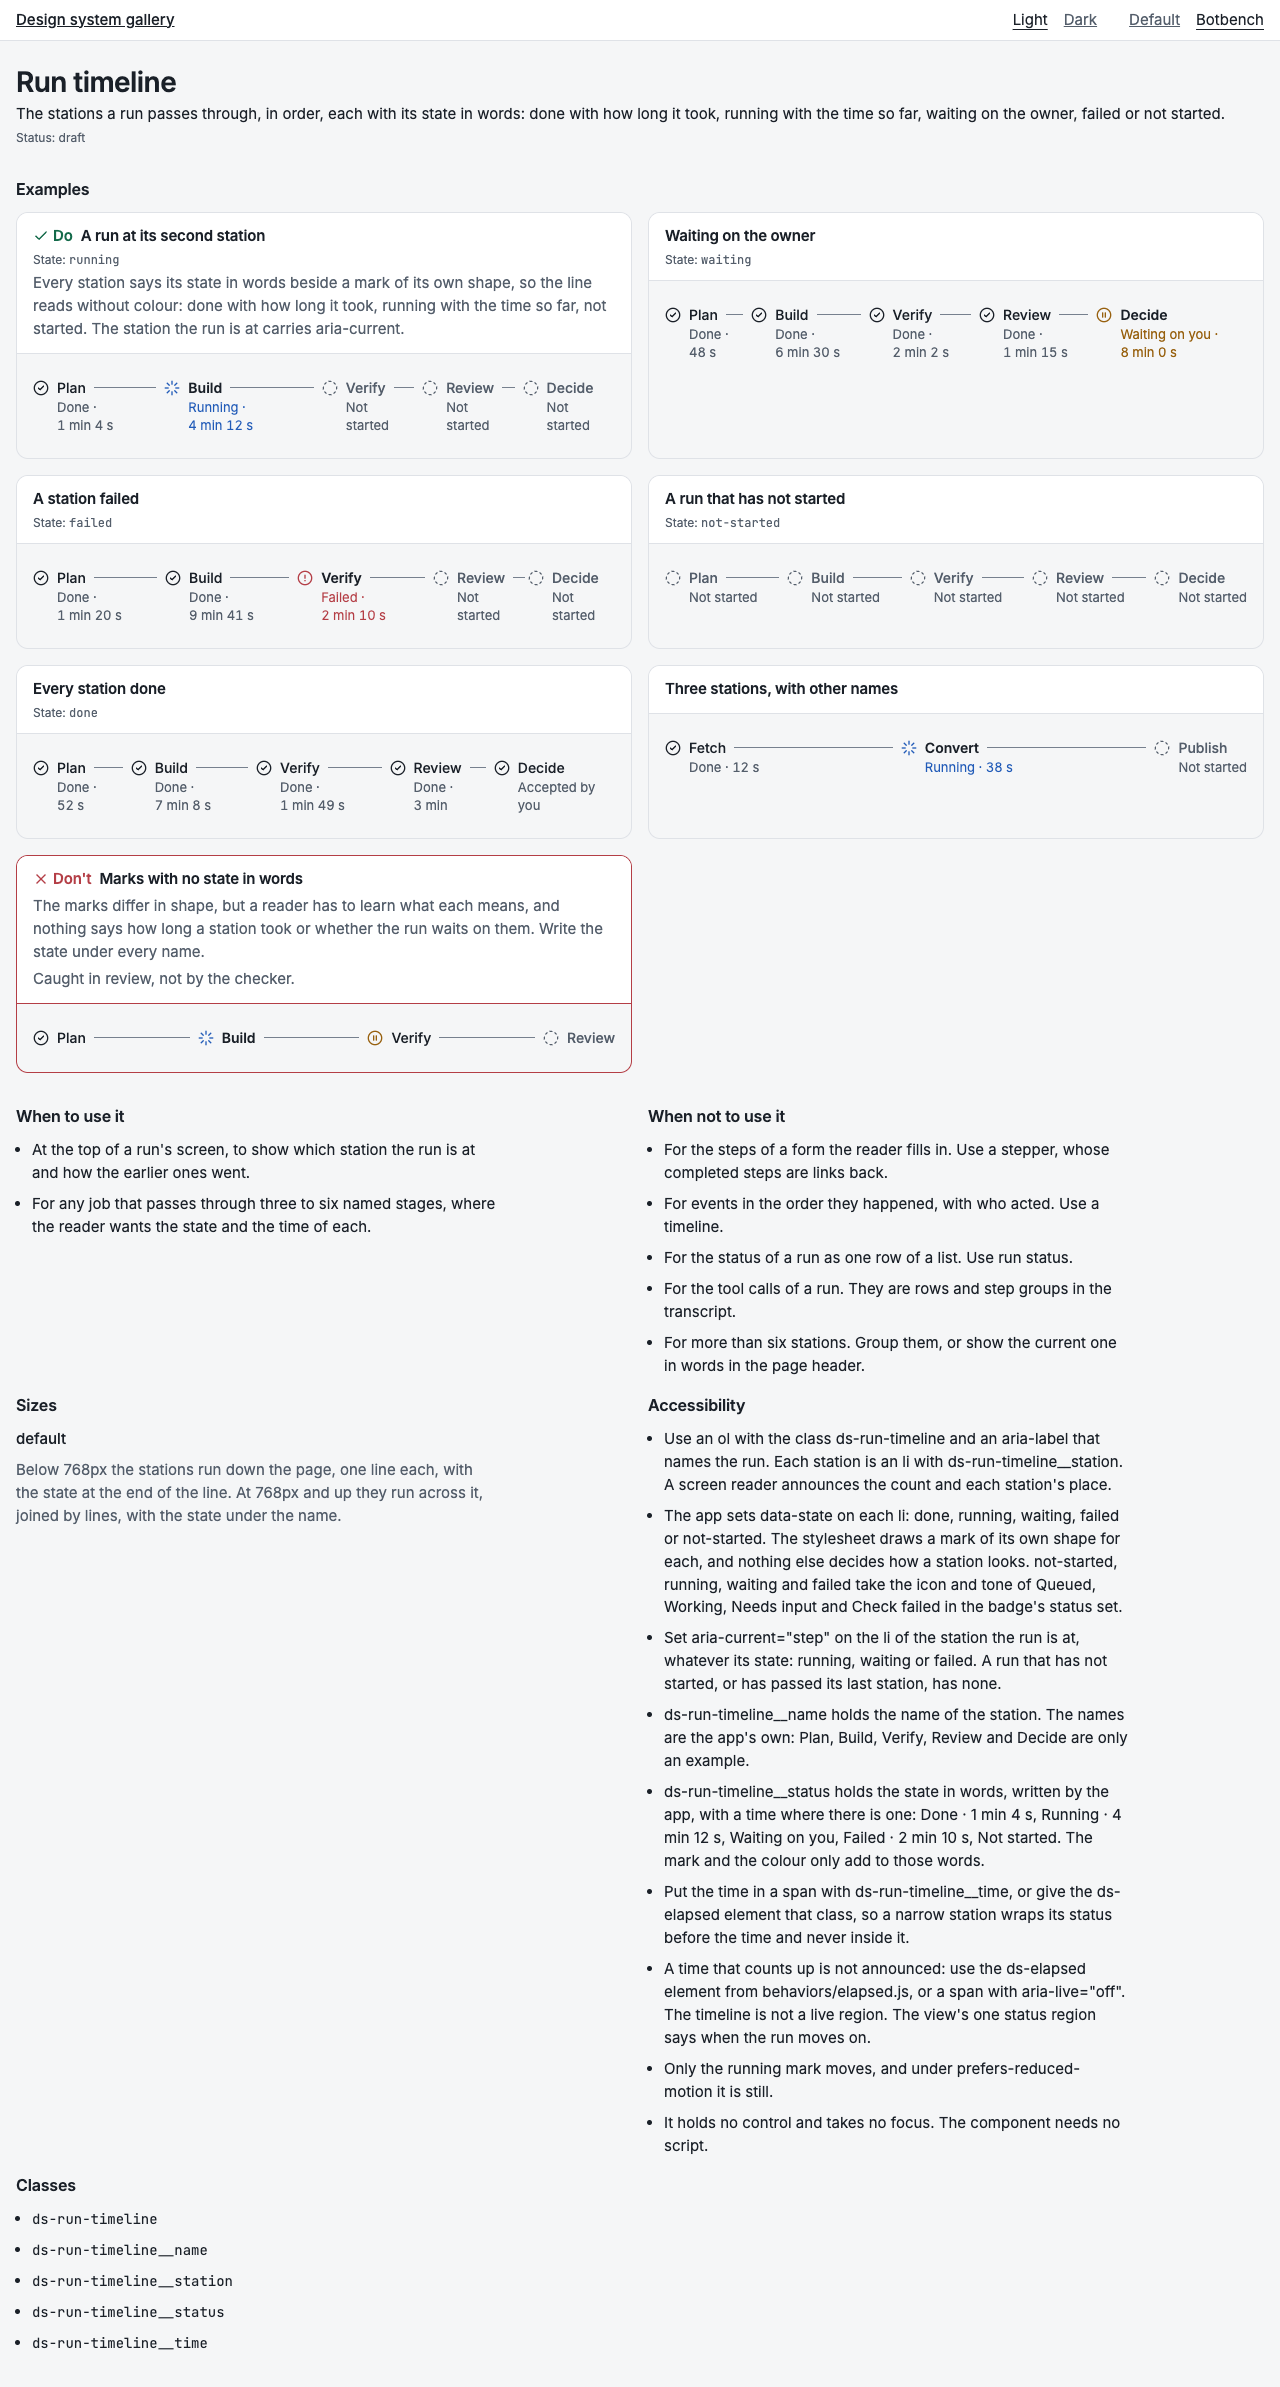 Design system gallery
Light Dark Default Botbench
Run timeline
The stations a run passes through, in order, each with its state in words: done with how long it took, running with the time so far, waiting on the owner, failed or not started.
Status: draft
Examples
Do A run at its second station
State: running
Every station says its state in words beside a mark of its own shape, so the line
reads without colour: done with how long it took, running with the time so far, not
started. The station the run is at carries aria-current.
Plan Build Verify Review Decide
Done · Running · Not Not Not
1 min 4 s 4 min 12 s started started started
Waiting on the owner
State: waiting
Plan Build Verify Review Decide
Done · Done · Done · Done · Waiting on you ·
48 s 6 min 30 s 2 min 2 s 1 min 15 s 8 min 0 s
A station failed
State: failed
Plan Build Verify Review Decide
Done · Done · Failed · Not Not
1 min 20 s 9 min 41 s 2 min 10 s started started
A run that has not started
State: not-started
Plan Build Verify Review Decide
Not started Not started Not started Not started Not started
Every station done
State: done
Plan Build Verify Review Decide
Done · Done · Done · Done · Accepted by
52 s 7 min 8 s 1 min 49 s 3 min you
Three stations, with other names
Fetch Convert Publish
Done · 12 s Running · 38 s Not started
Don't Marks with no state in words
The marks differ in shape, but a reader has to learn what each means, and
nothing says how long a station took or whether the run waits on them. Write the
state under every name.
Caught in review, not by the checker.
Plan Build Verify Review
When to use it
• At the top of a run's screen, to show which station the run is at
and how the earlier ones went.
• For any job that passes through three to six named stages, where
the reader wants the state and the time of each.
When not to use it
• For the steps of a form the reader fills in. Use a stepper, whose
completed steps are links back.
• For events in the order they happened, with who acted. Use a
timeline.
• For the status of a run as one row of a list. Use run status.
• For the tool calls of a run. They are rows and step groups in the
transcript.
• For more than six stations. Group them, or show the current one
in words in the page header.
Sizes
default
Below 768px the stations run down the page, one line each, with
the state at the end of the line. At 768px and up they run across it,
joined by lines, with the state under the name.
Accessibility
• Use an ol with the class ds-run-timeline and an aria-label that
names the run. Each station is an li with ds-run-timeline__station.
A screen reader announces the count and each station's place.
• The app sets data-state on each li: done, running, waiting, failed
or not-started. The stylesheet draws a mark of its own shape for
each, and nothing else decides how a station looks. not-started,
running, waiting and failed take the icon and tone of Queued,
Working, Needs input and Check failed in the badge's status set.
• Set aria-current="step" on the li of the station the run is at,
whatever its state: running, waiting or failed. A run that has not
started, or has passed its last station, has none.
• ds-run-timeline__name holds the name of the station. The names
are the app's own: Plan, Build, Verify, Review and Decide are only
an example.
• ds-run-timeline__status holds the state in words, written by the
app, with a time where there is one: Done · 1 min 4 s, Running · 4
min 12 s, Waiting on you, Failed · 2 min 10 s, Not started. The
mark and the colour only add to those words.
• Put the time in a span with ds-run-timeline__time, or give the ds-
elapsed element that class, so a narrow station wraps its status
before the time and never inside it.
• A time that counts up is not announced: use the ds-elapsed
element from behaviors/elapsed.js, or a span with aria-live="off".
The timeline is not a live region. The view's one status region
says when the run moves on.
• Only the running mark moves, and under prefers-reduced-
motion it is still.
• It holds no control and takes no focus. The component needs no
script.
Classes
• ds-run-timeline
• ds-run-timeline__name
• ds-run-timeline__station
• ds-run-timeline__status
• ds-run-timeline__time